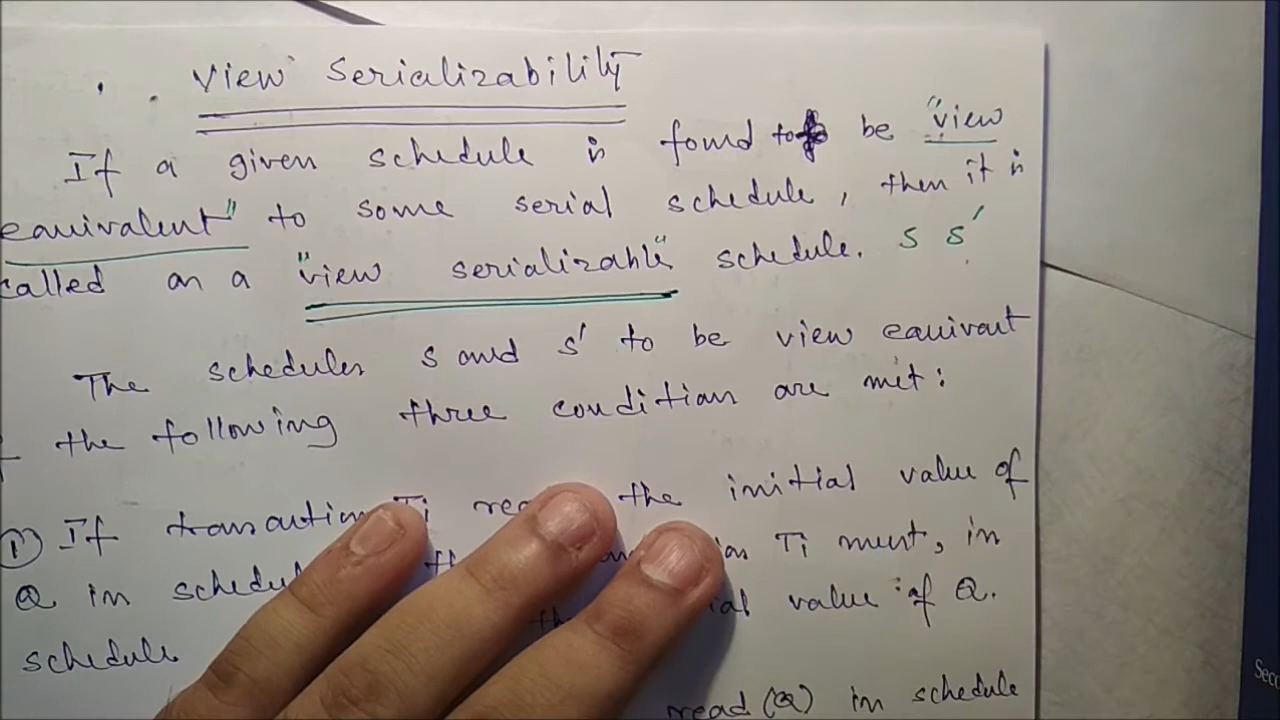 View Serializability
If a given schedule is found to be "view
equivalent" to some serial schedule, then it is
called as a "view serializable" schedule. S S'
The schedules S and S' to be view equivant
the following three condition are met:
① If transaction Ti the initial value of
Q in Ti must, in
schedule value of Q.
read (Q) in schedule